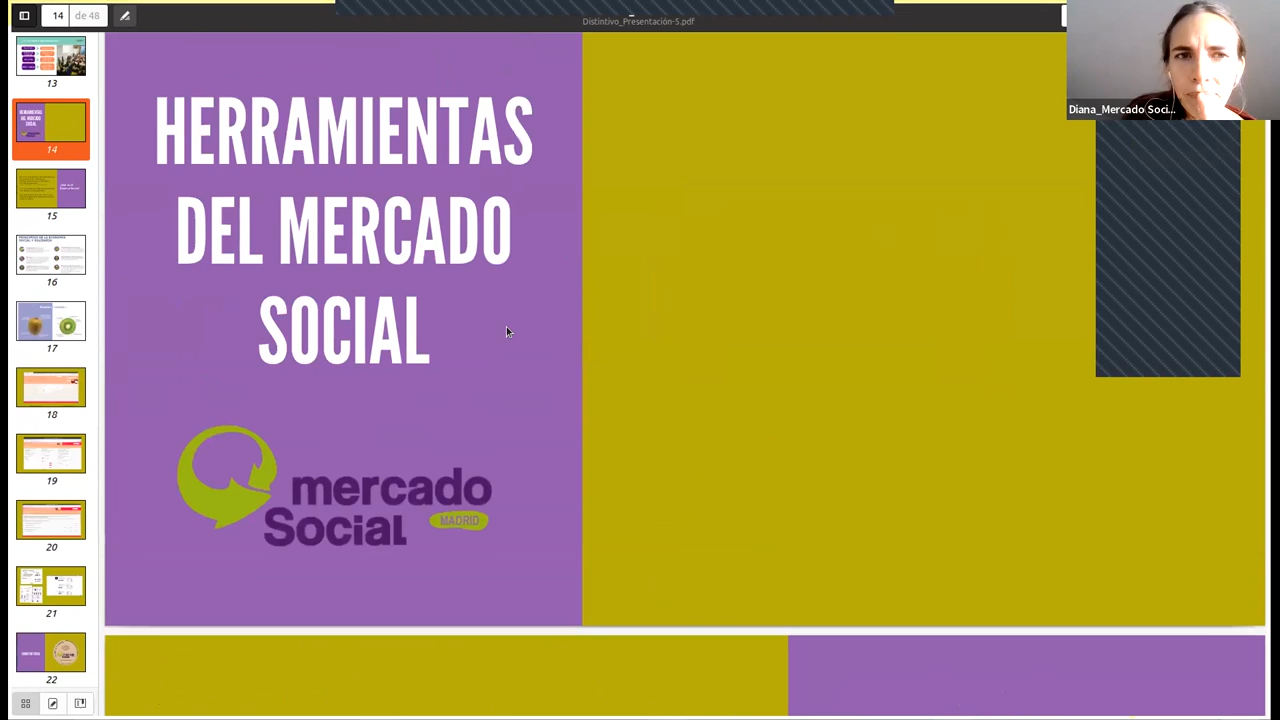 14 de 48
Distintivo_Presentación-5.pdf
Diana_Mercado Soci...
13
14
15
16
17
18
19
20
21
22
HERRAMIENTAS
DEL MERCADO
SOCIAL
mercado
Social MADRID